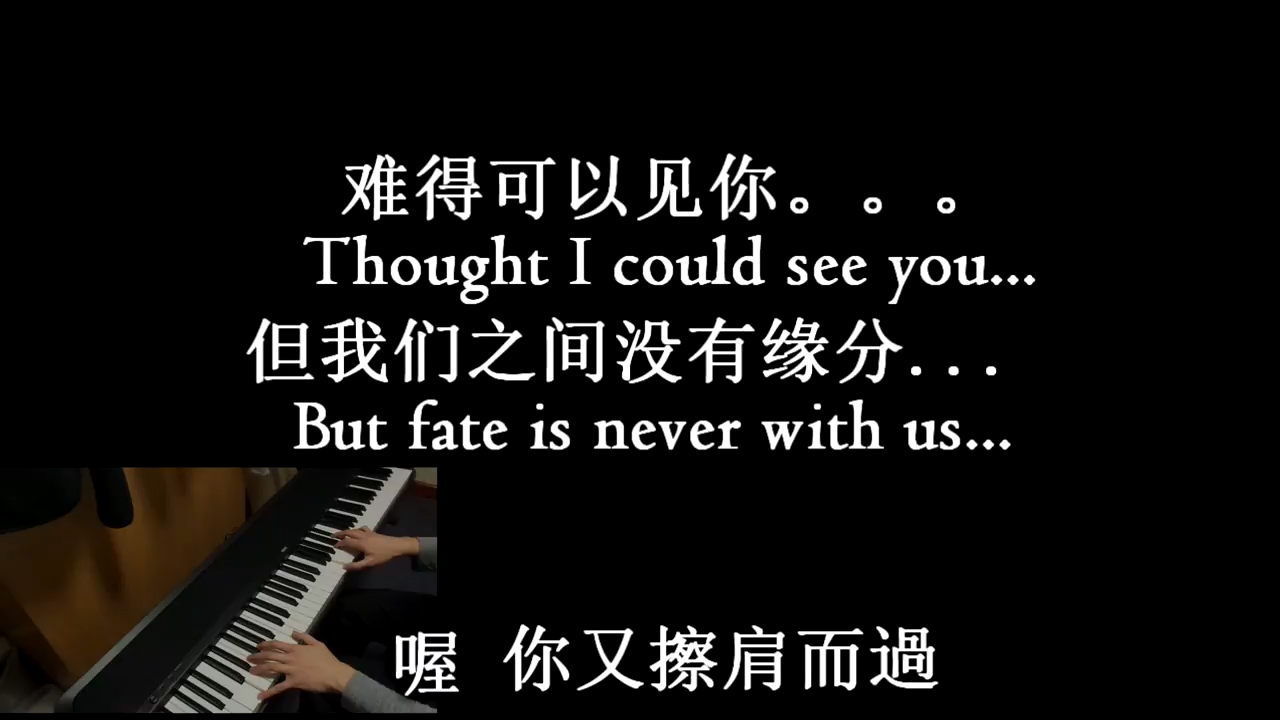 难得可以见你。。。
Thought I could see you...
但我们之间没有缘分...
But fate is never with us...
喔 你又擦肩而過